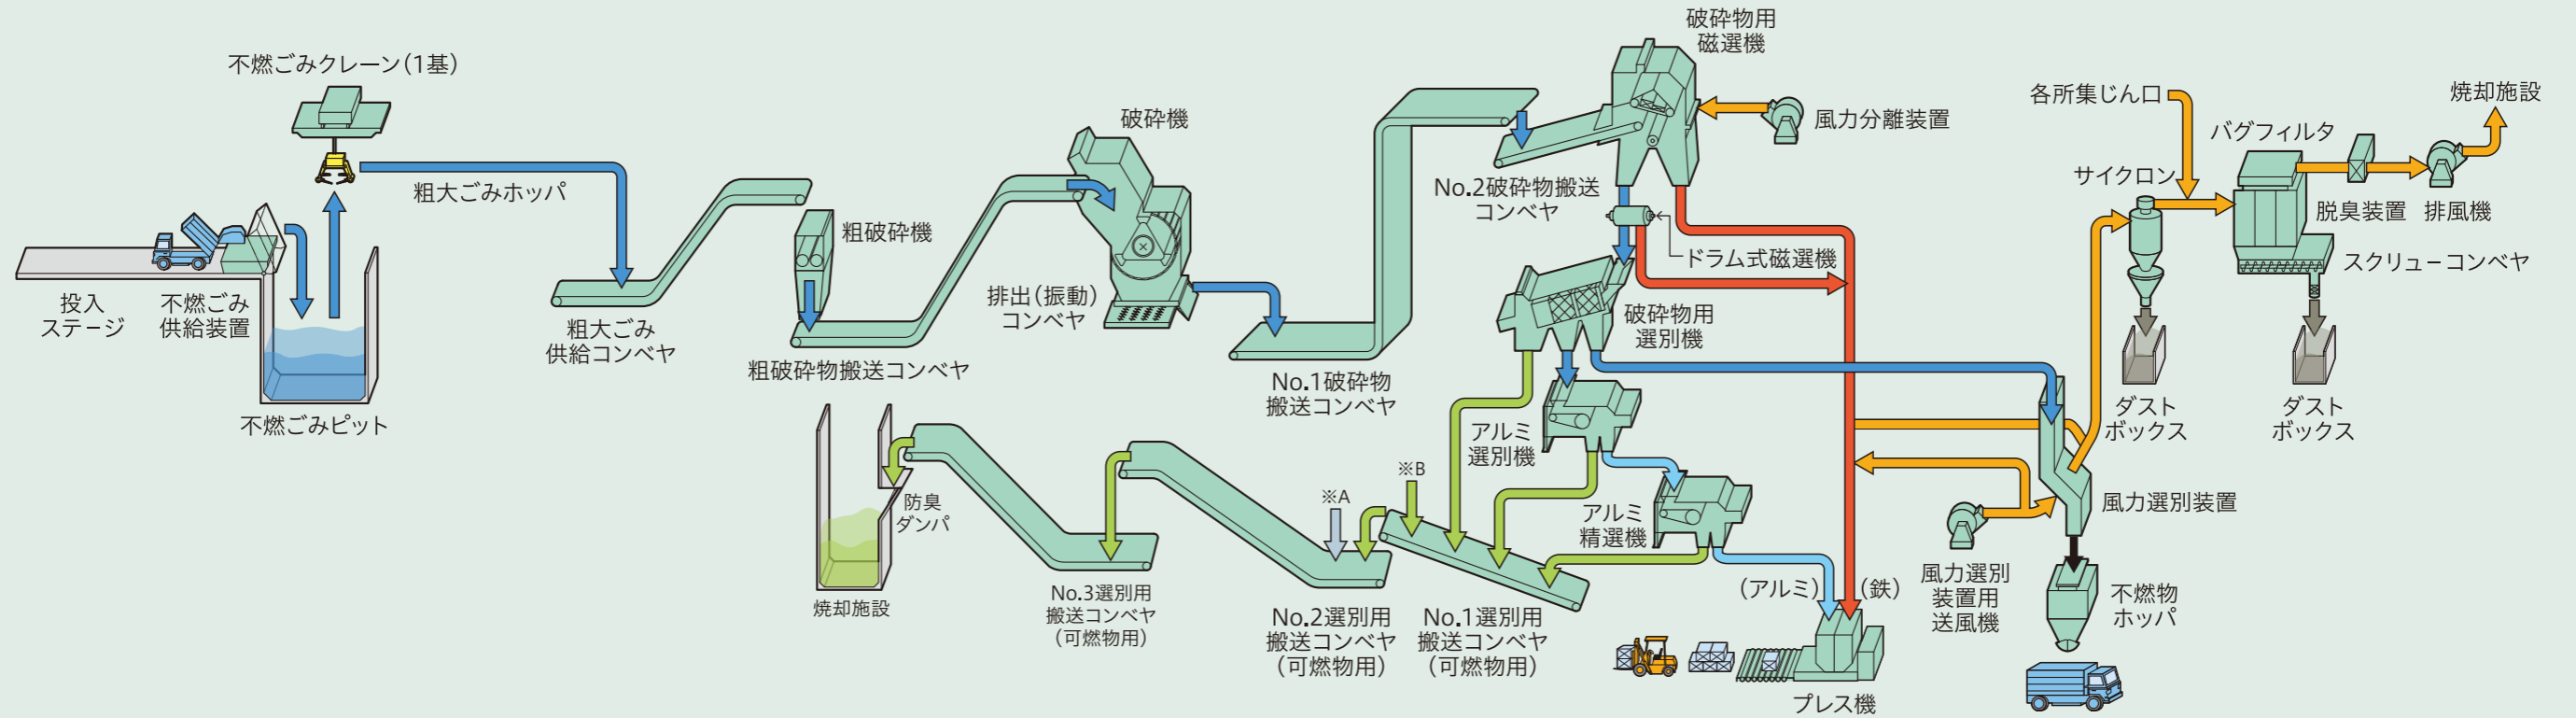 不燃ごみクレーン(1基)
粗大ごみホッパ
投入
ステージ
不燃ごみ
供給装置
不燃ごみピット
粗大ごみ
供給コンベヤ
粗破砕機
粗破砕物搬送コンベヤ
破砕機
排出(振動)
コンベヤ
No.1破砕物
搬送コンベヤ
No.2破砕物搬送
コンベヤ
破砕物用
磁選機
風力分離装置
ドラム式磁選機
破砕物用
選別機
アルミ
選別機
アルミ
精選機
※A
※B
防臭
ダンパ
焼却施設
No.3選別用
搬送コンベヤ
(可燃物用)
No.2選別用
搬送コンベヤ
(可燃物用)
No.1選別用
搬送コンベヤ
(可燃物用)
(アルミ)
(鉄)
プレス機
風力選別
装置用
送風機
風力選別装置
不燃物
ホッパ
各所集じん口
サイクロン
バグフィルタ
焼却施設
脱臭装置
排風機
スクリューコンベヤ
ダスト
ボックス
ダスト
ボックス